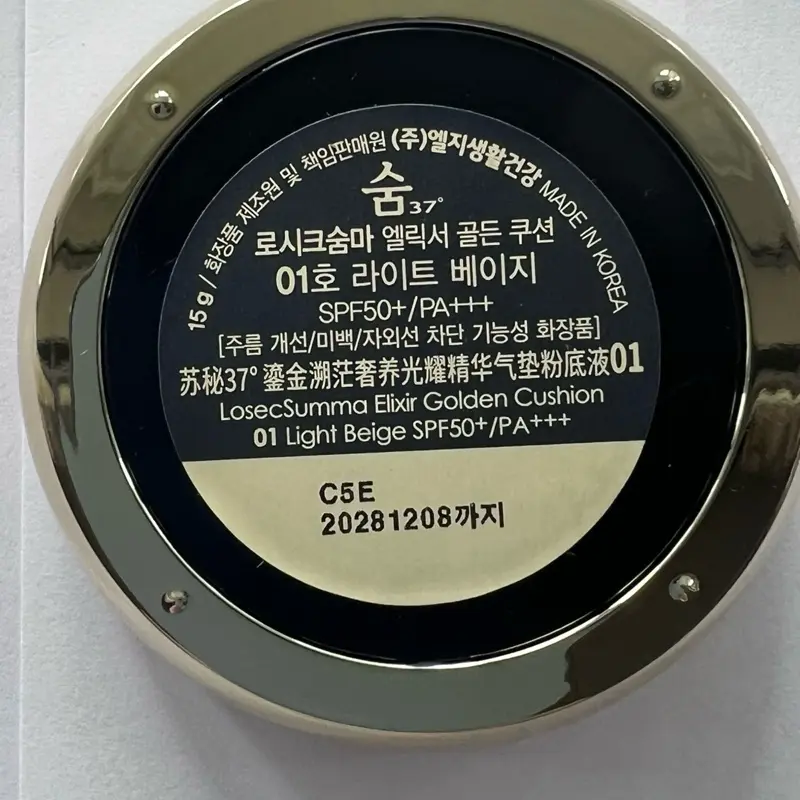 15g / 화장품 제조원 및 책임판매원 (주)엘지생활건강 MADE IN KOREA
숨37°
로시크숨마 엘릭서 골든 쿠션
01호 라이트 베이지
SPF50+/PA+++
[주름 개선/미백/자외선 차단 기능성 화장품]
苏秘37° 鎏金溯茫奢养光耀精华气垫粉底液01
LosecSumma Elixir Golden Cushion
01 Light Beige SPF50+/PA+++
C5E
20281208까지